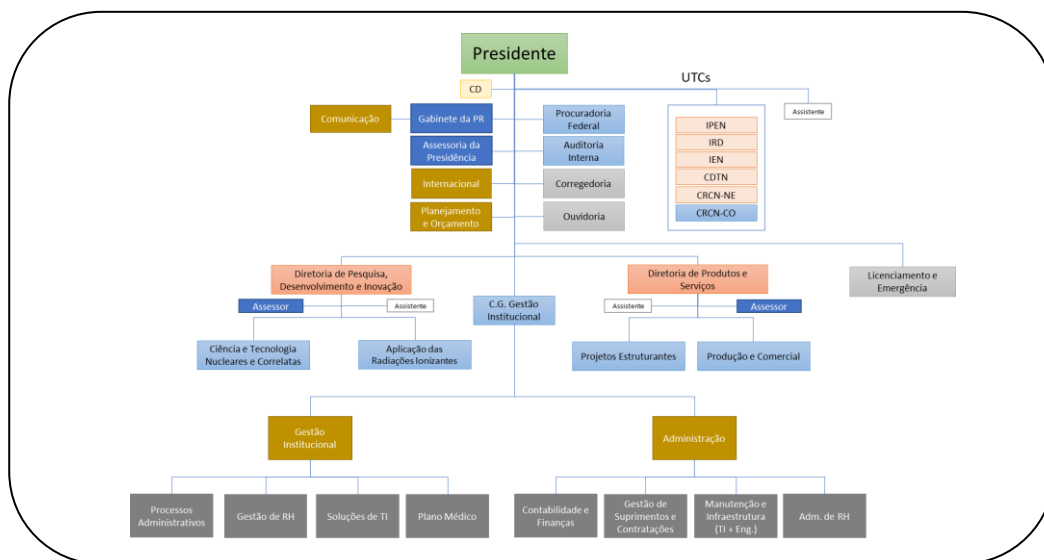 Presidente
UTCs
CD
Assistente
Comunicação
Gabinete da PR
Procuradoria
Federal
IPEN
IRD
IEN
CDTN
CRCN-NE
CRCN-CO
Assessoria da
Presidência
Auditoria
Interna
Internacional
Corregedoria
Planejamento
e Orçamento
Ouvidoria
Diretoria de Pesquisa,
Desenvolvimento e Inovação
Diretoria de Produtos e
Serviços
Licenciamento e
Emergência
Assessor
Assistente
C.G. Gestão
Institucional
Assistente
Assessor
Ciência e Tecnologia
Nucleares e Correlatas
Aplicação das
Radiações Ionizantes
Projetos Estruturantes
Produção e Comercial
Gestão
Institucional
Administração
Processos
Administrativos
Gestão de RH
Soluções de TI
Plano Médico
Contabilidade e
Finanças
Gestão de
Suprimentos e
Contratações
Manutenção e
Infraestrutura
(TI + Eng.)
Adm. de RH